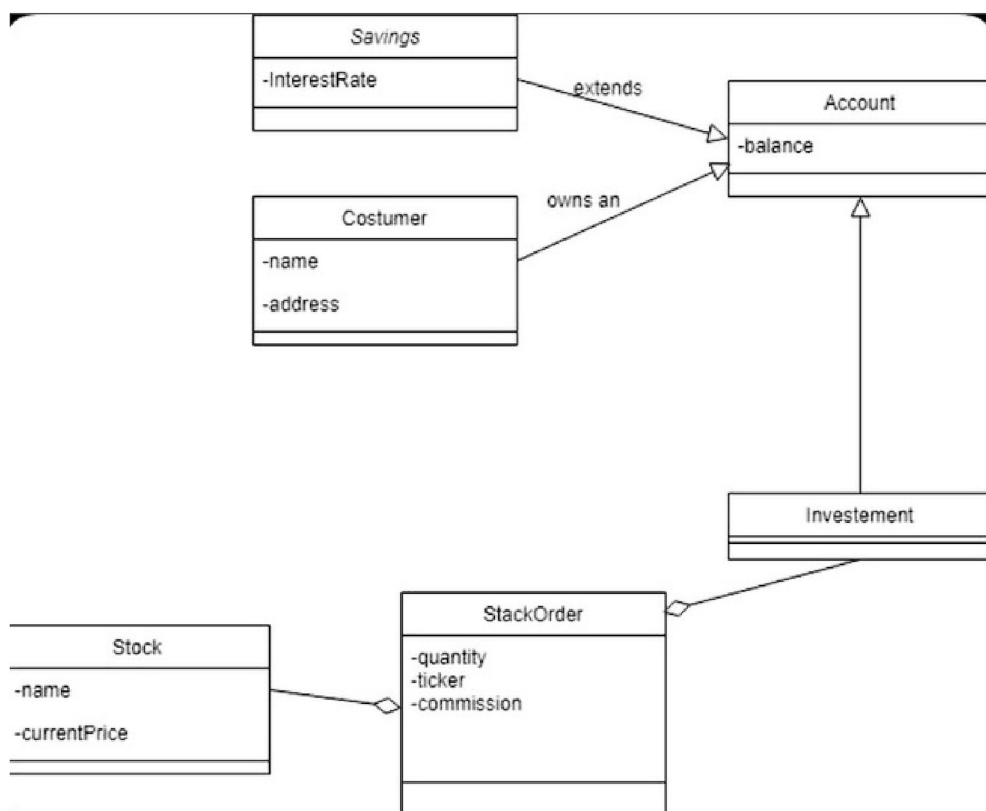 Savings
-InterestRate
extends
Account
-balance
Costumer
-name
-address
owns an
Investement
StackOrder
-quantity
-ticker
-commission
Stock
-name
-currentPrice